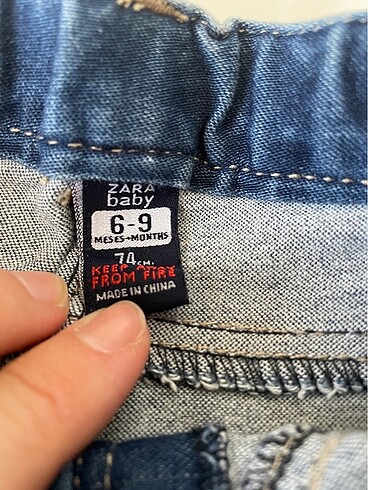 ZARA
baby
6-9
MESES-MONTHS
74 CM.
KEEP AWAY
FROM FIRE
MADE IN CHINA